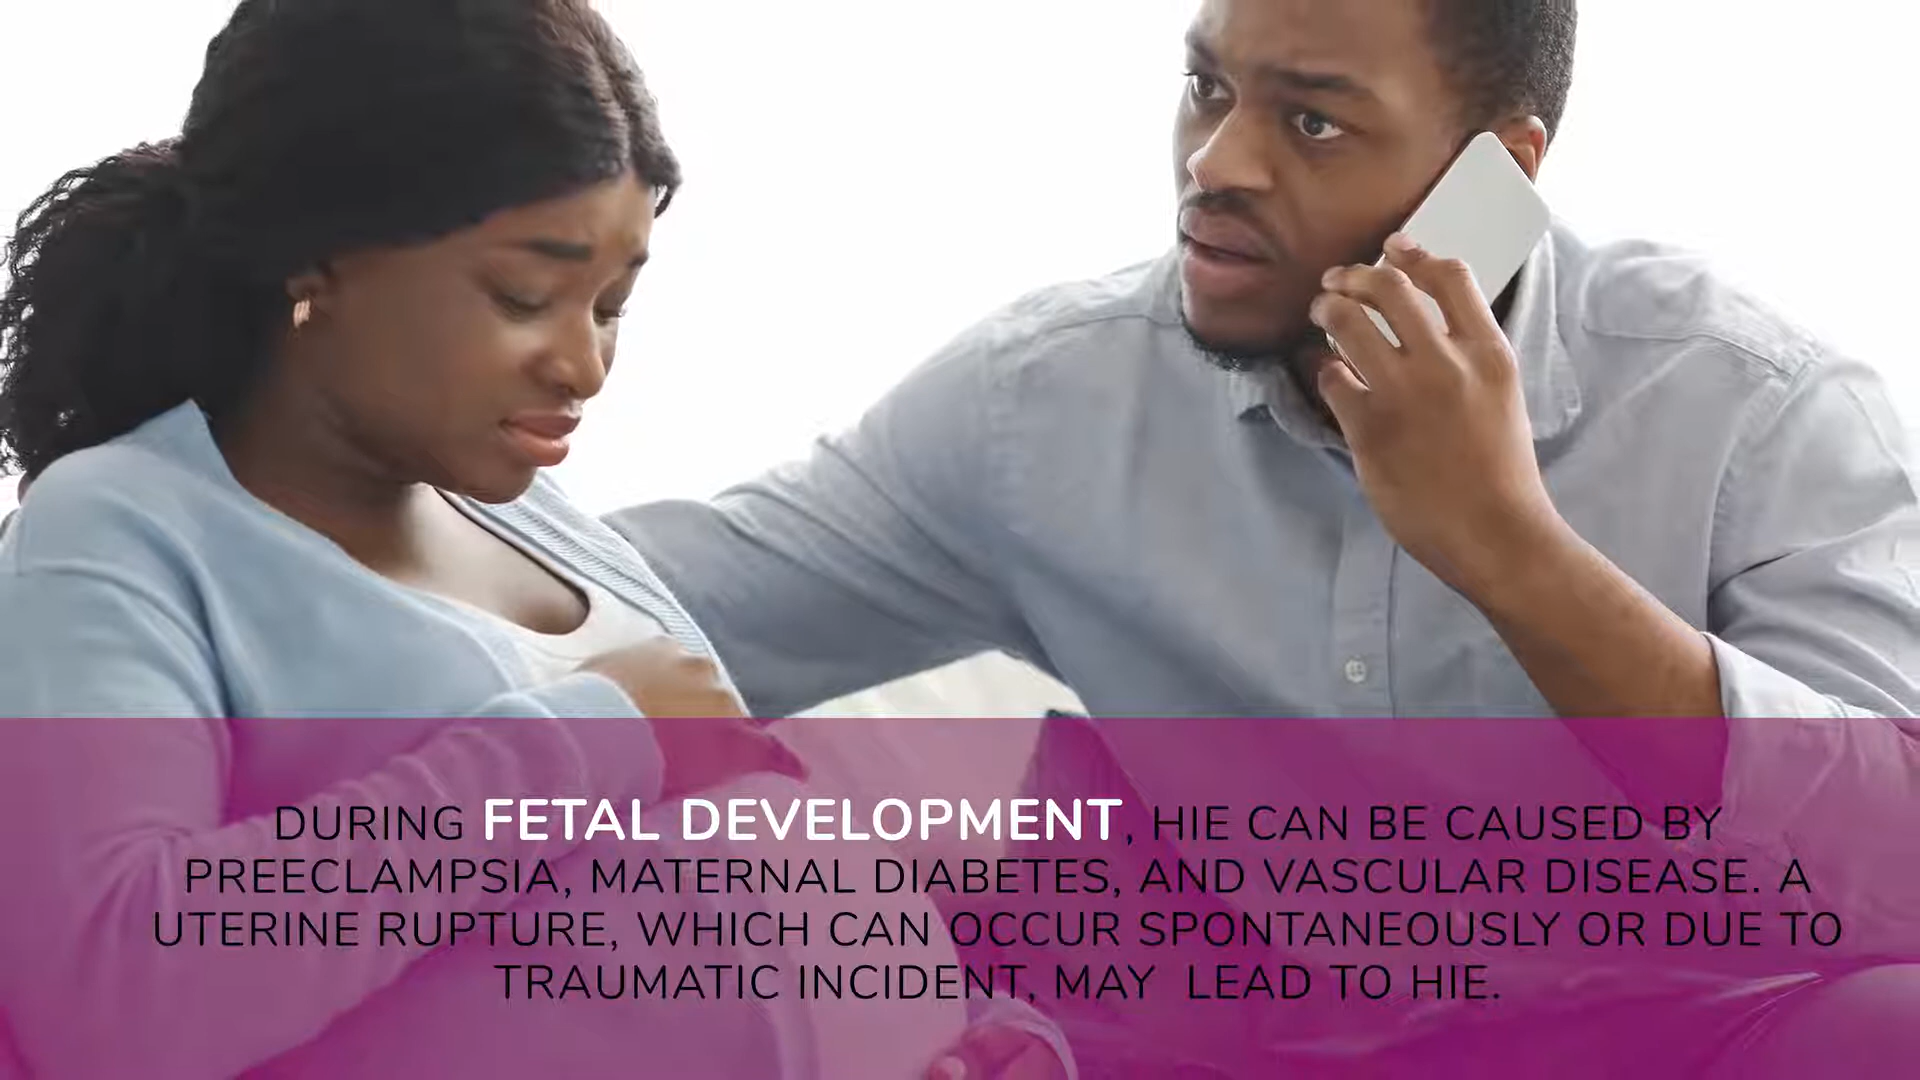 DURING FETAL DEVELOPMENT, HIE CAN BE CAUSED BY
PREECLAMPSIA, MATERNAL DIABETES, AND VASCULAR DISEASE. A
UTERINE RUPTURE, WHICH CAN OCCUR SPONTANEOUSLY OR DUE TO
TRAUMATIC INCIDENT, MAY  LEAD TO HIE.